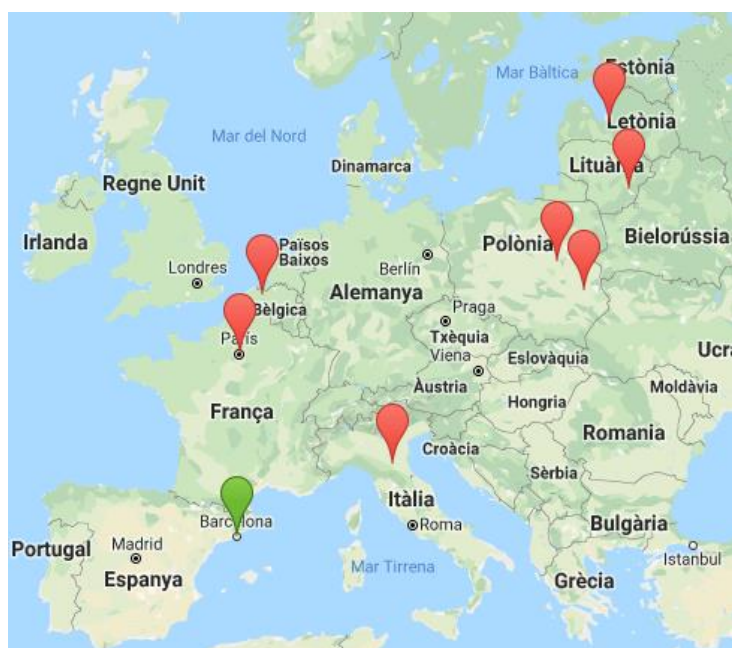 Estònia
Mar Bàltica
Letònia
Mar del Nord
Dinamarca
Lituània
Regne Unit
Irlanda
Països
Baixos
Polònia
Bielorússia
Londres
Berlín
Alemanya
Bèlgica
Praga
París
Txèquia
Viena
Eslovàquia
Ucra
Àustria
Moldàvia
Hongria
França
Romania
Croàcia
Sèrbia
Itàlia
Barcelona
Roma
Bulgària
Portugal
Madrid
Istanbul
Espanya
Mar Tirrena
Grècia